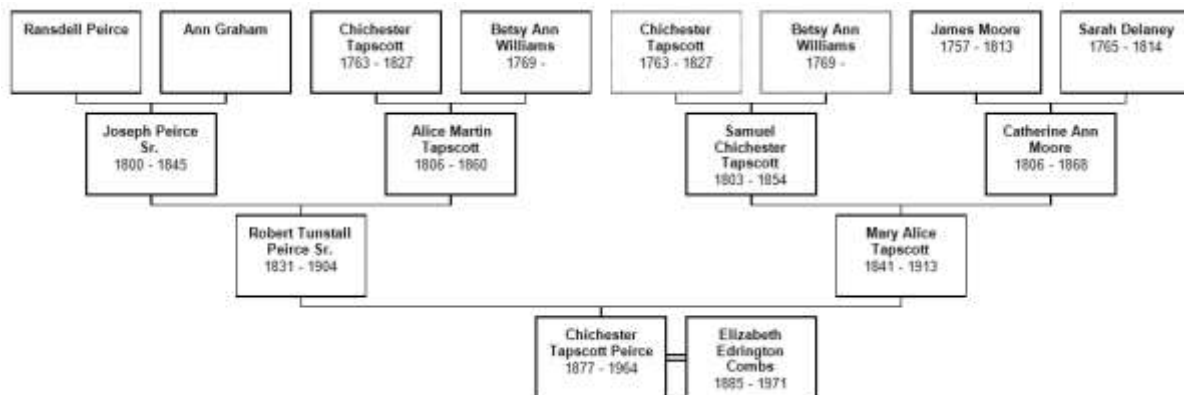 Ransdell Peirce
Ann Graham
Chichester
Tapscott
1763 - 1827
Betsy Ann
Williams
1769 -
Chichester
Tapscott
1763 - 1827
Betsy Ann
Williams
1769 -
James Moore
1757 - 1813
Sarah Delaney
1765 - 1814
Joseph Peirce
Sr.
1800 - 1845
Alice Martin
Tapscott
1806 - 1860
Samuel
Chichester
Tapscott
1803 - 1854
Catherine Ann
Moore
1806 - 1868
Robert Tunstall
Peirce Sr.
1831 - 1904
Mary Alice
Tapscott
1841 - 1913
Chichester
Tapscott Peirce
1877 - 1964
Elizabeth
Edrington
Combs
1885 - 1971